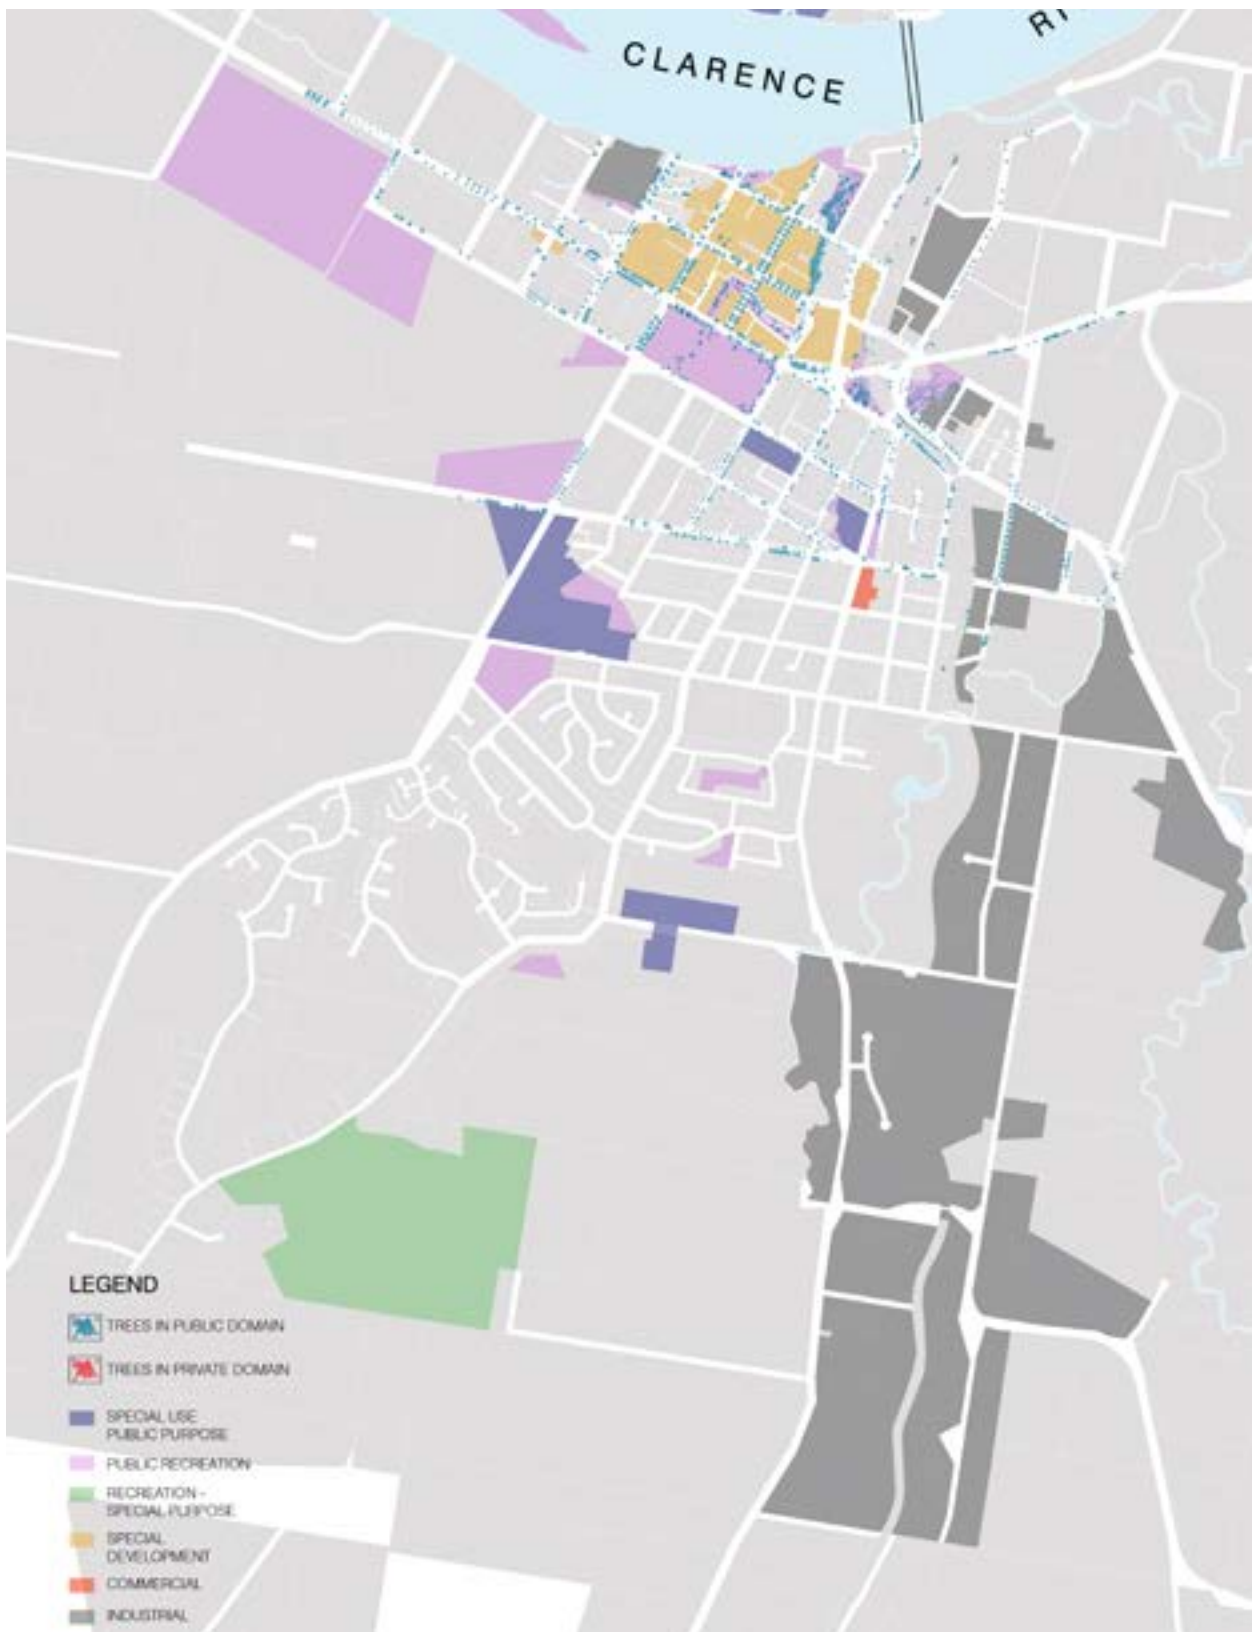 CLARENCE
LEGEND
TREES IN PUBLIC DOMAIN
TREES IN PRIVATE DOMAIN
SPECIAL USE
PUBLIC PURPOSE
PUBLIC RECREATION
RECREATION -
SPECIAL PURPOSE
SPECIAL
DEVELOPMENT
COMMERCIAL
INDUSTRIAL